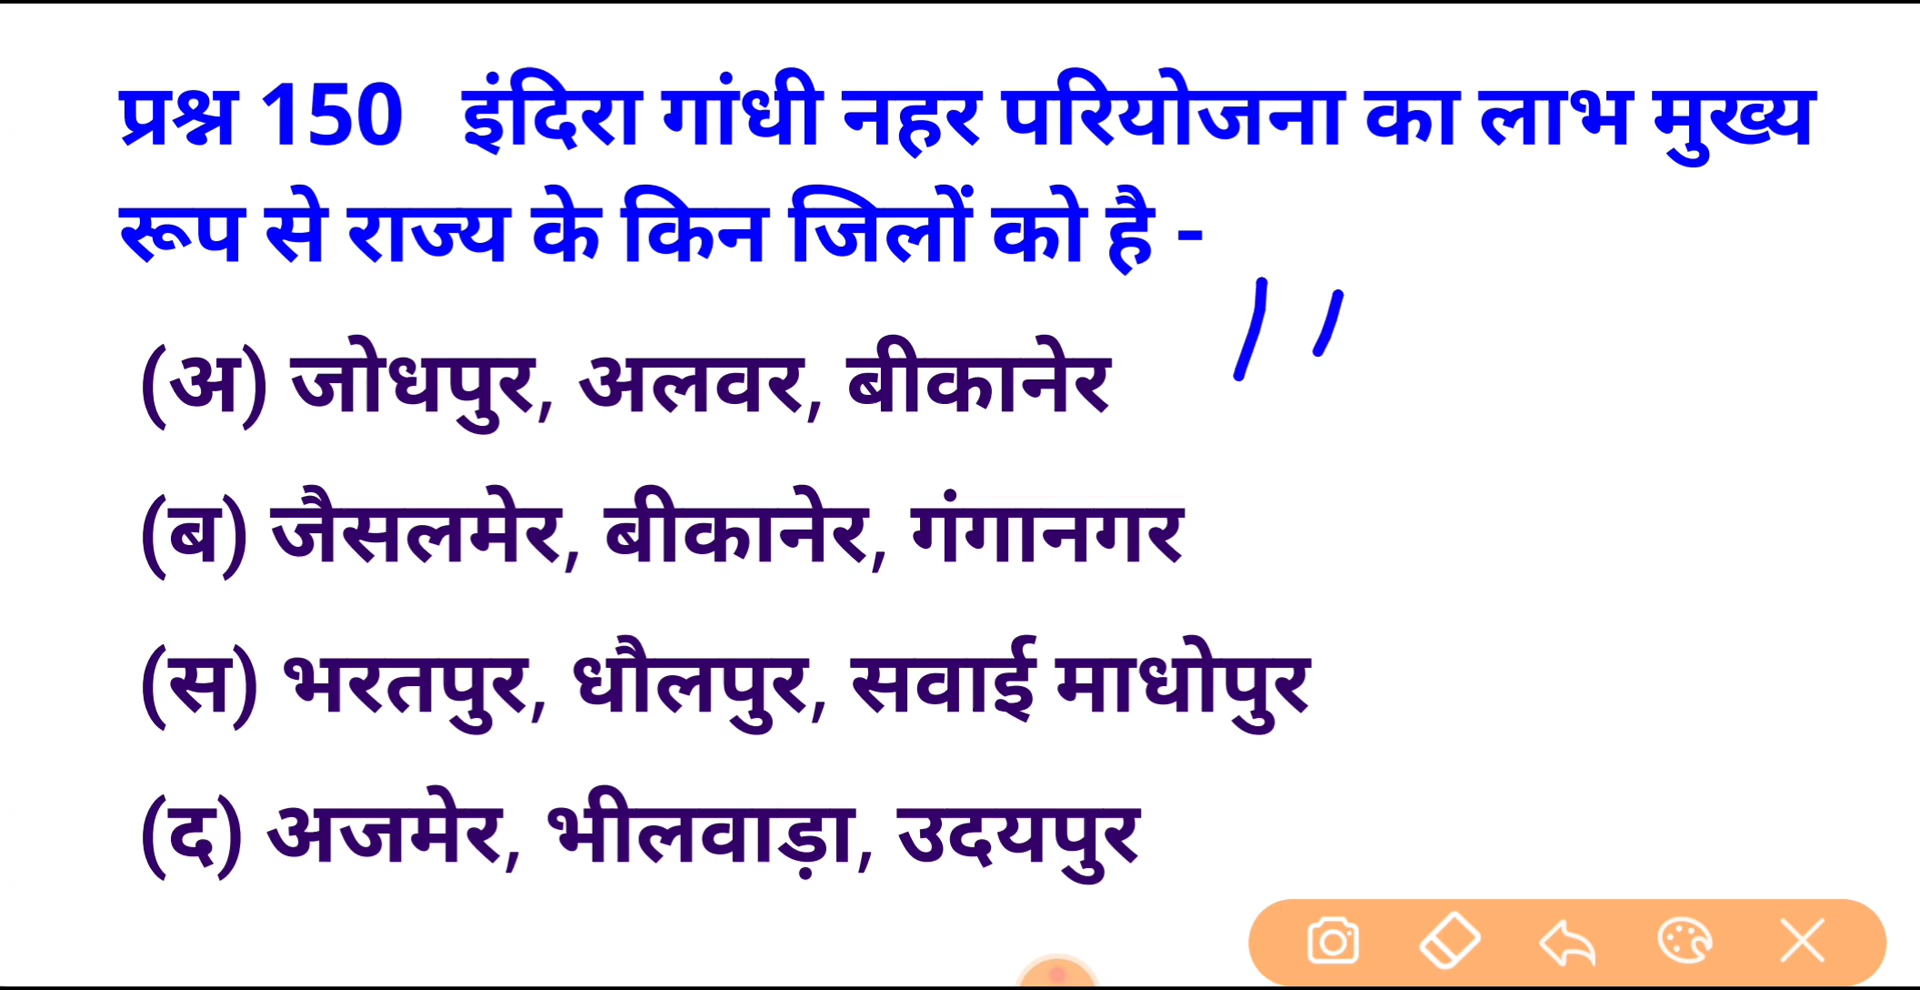 प्रश्न 150 इंदिरा गांधी नहर परियोजना का लाभ मुख्य
रूप से राज्य के किन जिलों को है -
(अ) जोधपुर, अलवर, बीकानेर
(ब) जैसलमेर, बीकानेर, गंगानगर
(स) भरतपुर, धौलपुर, सवाई माधोपुर
(द) अजमेर, भीलवाड़ा, उदयपुर